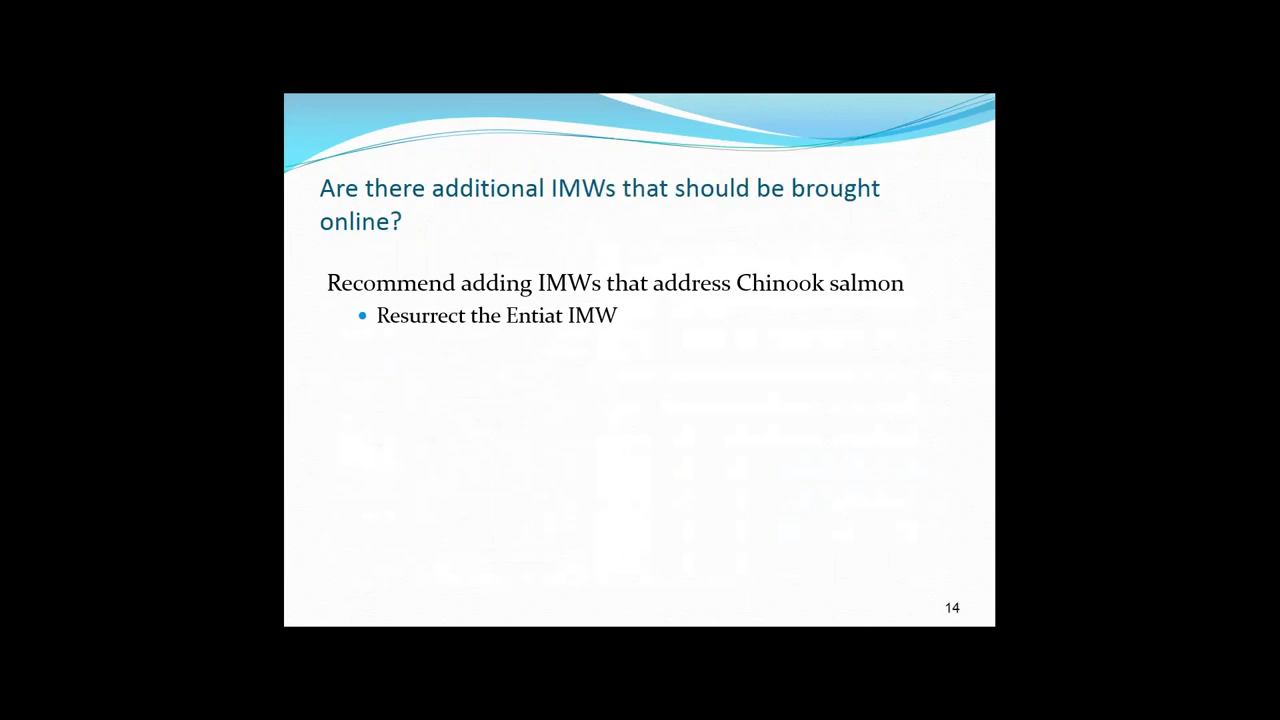 Are there additional IMWs that should be brought
online?
Recommend adding IMWs that address Chinook salmon
• Resurrect the Entiat IMW
14